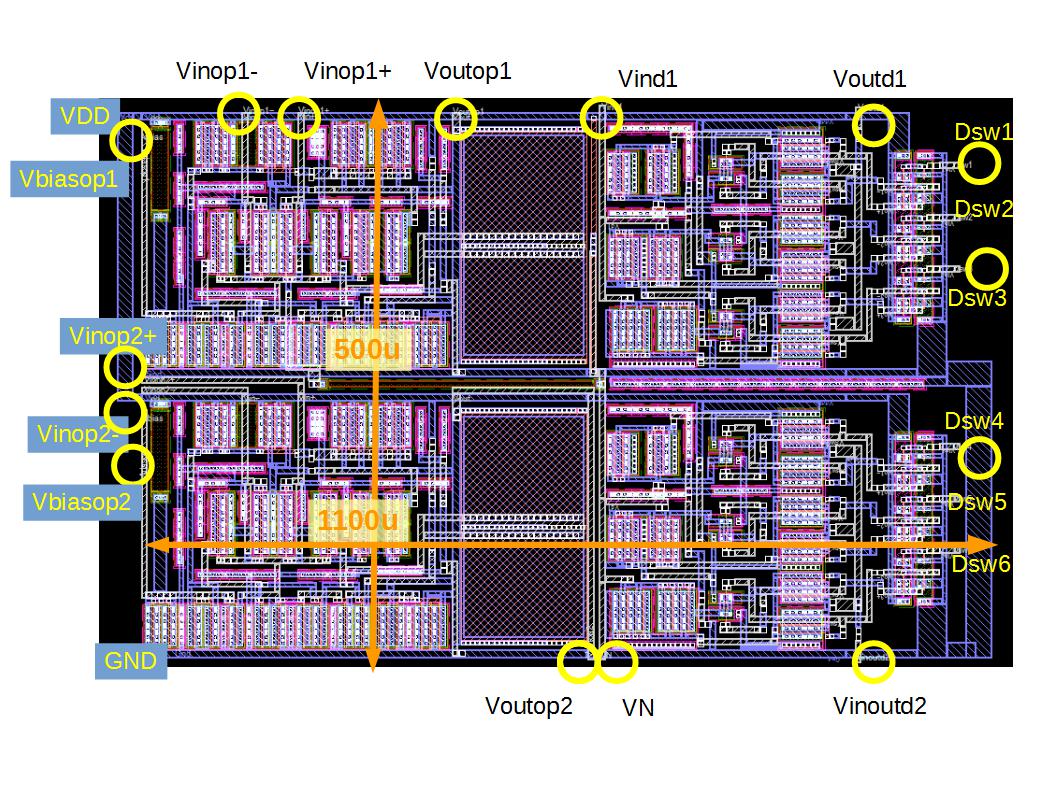 Vinop1- Vinop1+ Voutop1 Vind1 Voutd1
VDD
Dsw1
Vbiasop1
Dsw2
Dsw3
Vinop2+
500u
Dsw4
Vinop2-
Vbiasop2
Dsw5
1100u
Dsw6
GND
Voutop2 VN Vinoutd2